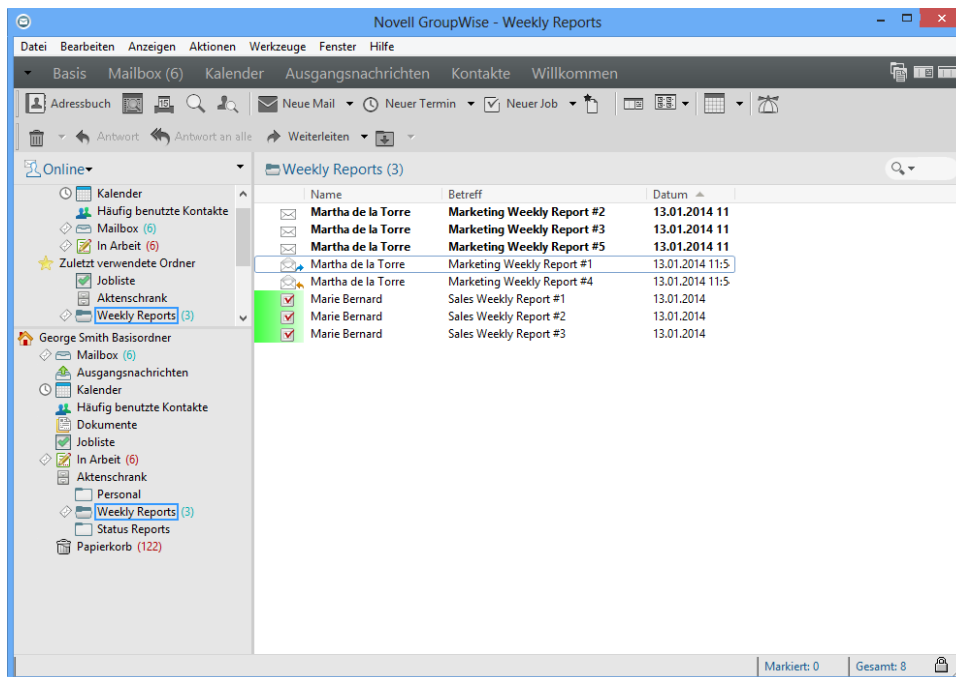 Novell GroupWise - Weekly Reports
Datei Bearbeiten Anzeigen Aktionen Werkzeuge Fenster Hilfe
Basis Mailbox (6) Kalender Ausgangsnachrichten Kontakte Willkommen
Adressbuch 15 Neue Mail Neuer Termin Neuer Job
Antwort Antwort an alle Weiterleiten
Online
Kalender
Häufig benutzte Kontakte
Mailbox (6)
In Arbeit (6)
Zuletzt verwendete Ordner
Jobliste
Aktenschrank
Weekly Reports (3)
George Smith Basisordner
Mailbox (6)
Ausgangsnachrichten
Kalender
Häufig benutzte Kontakte
Dokumente
Jobliste
In Arbeit (6)
Aktenschrank
Personal
Weekly Reports (3)
Status Reports
Papierkorb (122)
Weekly Reports (3)
Name Betreff Datum
Martha de la Torre Marketing Weekly Report #2 13.01.2014 11
Martha de la Torre Marketing Weekly Report #3 13.01.2014 11
Martha de la Torre Marketing Weekly Report #5 13.01.2014 11
Martha de la Torre Marketing Weekly Report #1 13.01.2014 11:5
Martha de la Torre Marketing Weekly Report #4 13.01.2014 11:5
Marie Bernard Sales Weekly Report #1 13.01.2014
Marie Bernard Sales Weekly Report #2 13.01.2014
Marie Bernard Sales Weekly Report #3 13.01.2014
Markiert: 0 Gesamt: 8